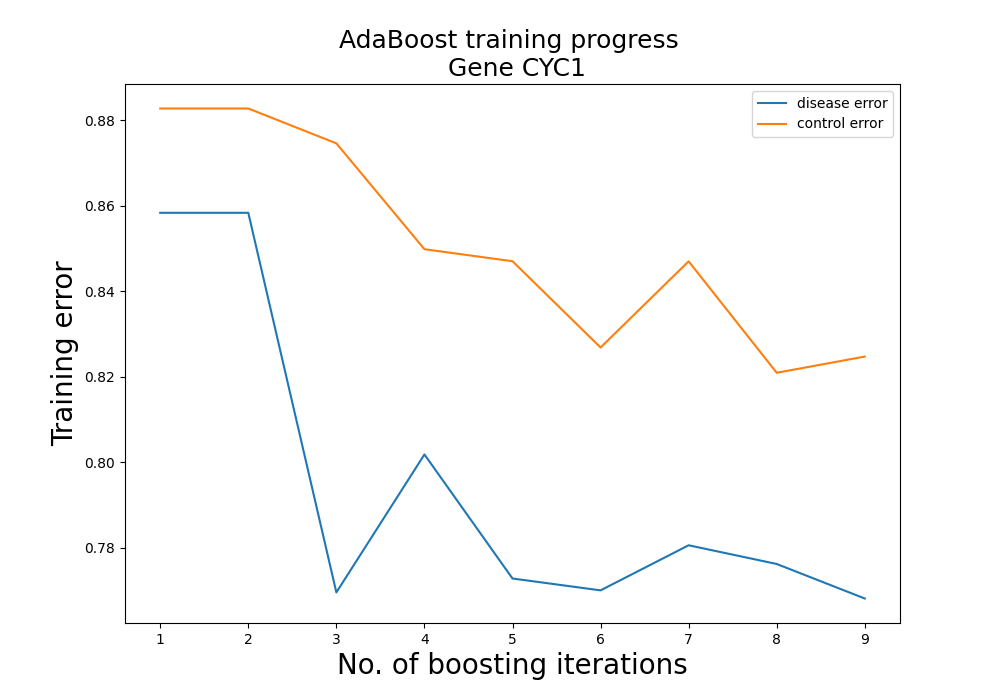 AdaBoost training progress
Gene CYC1
disease error
control error
Training error
0.88
0.86
0.84
0.82
0.80
0.78
1 2 3 4 5 6 7 8 9
No. of boosting iterations